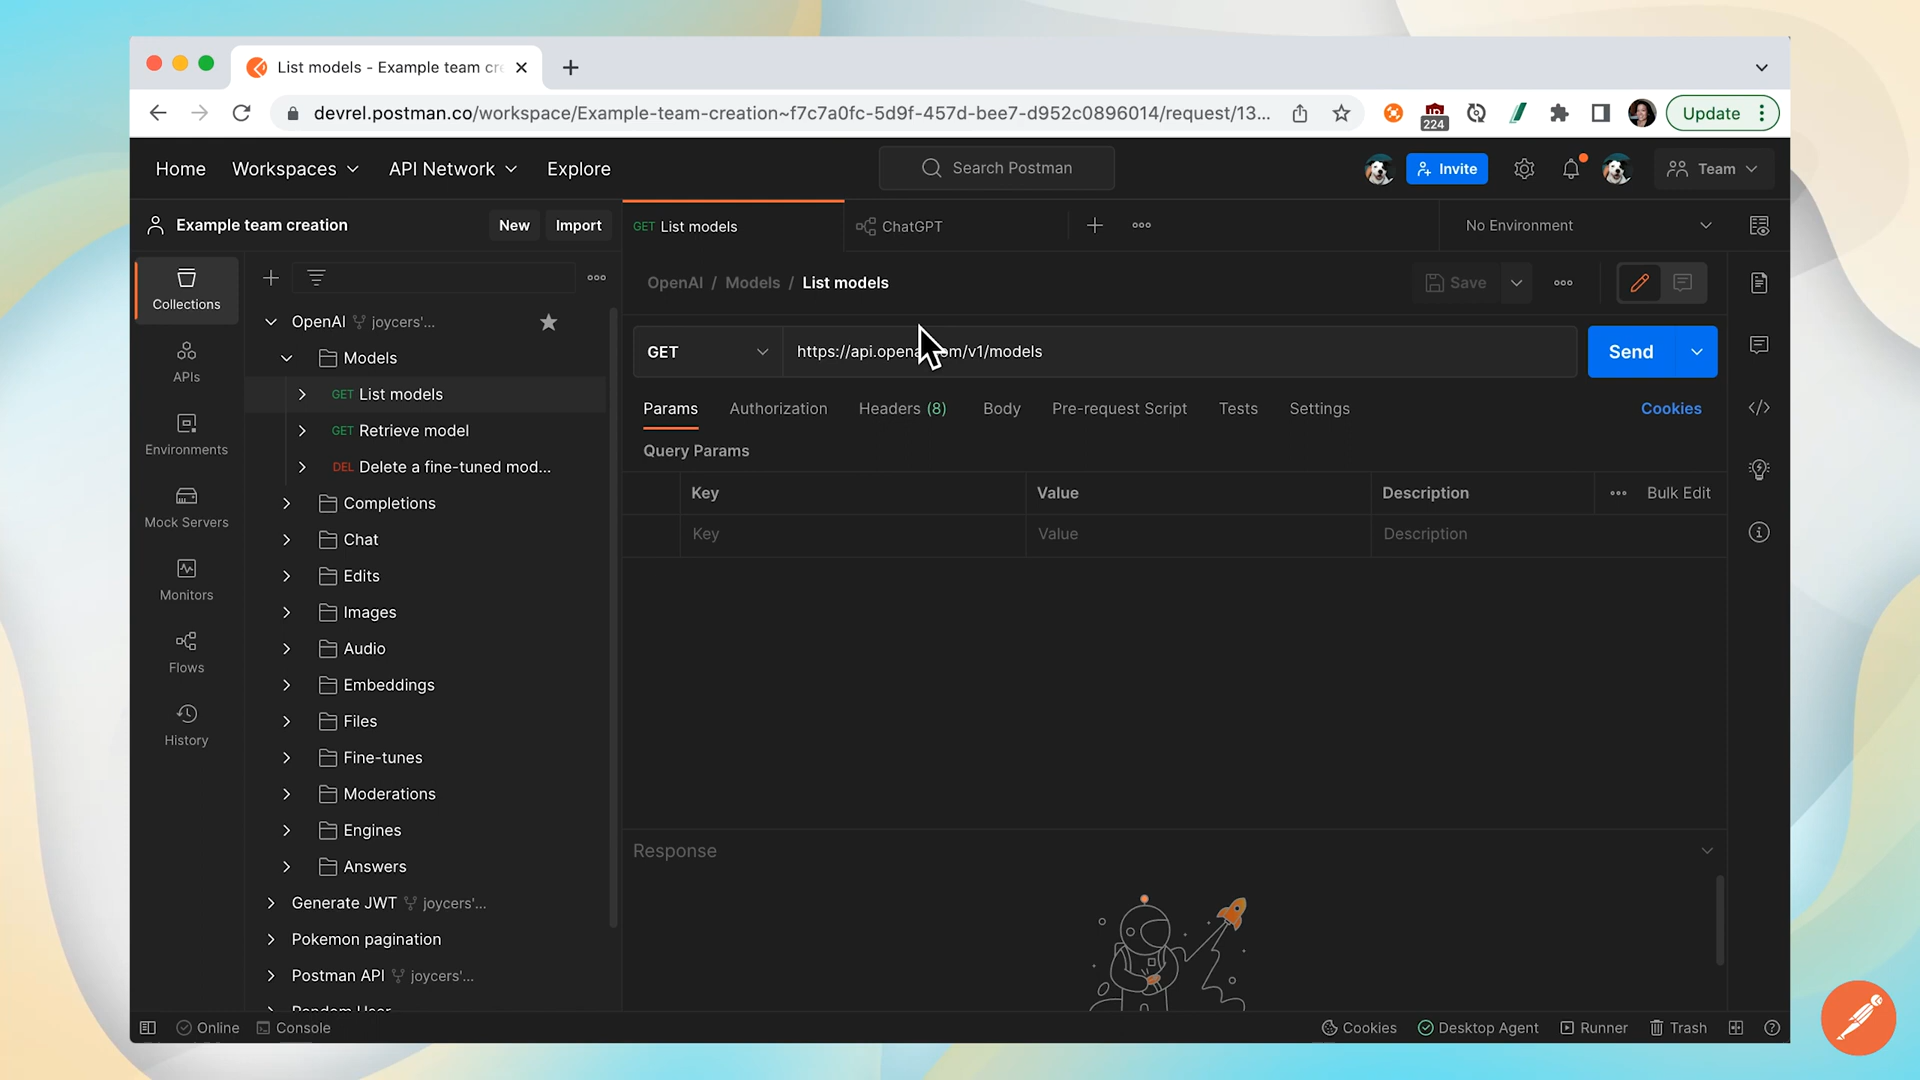 List models - Example team cre
devrel.postman.co/workspace/Example-team-creation~f7c7a0fc-5d9f-457d-bee7-d952c0896014/request/13...
224
Update
Home
Workspaces
API Network
Explore
Search Postman
Invite
Team
Example team creation
New
Import
GET List models
ChatGPT
No Environment
OpenAI / Models / List models
Save
Collections
APIs
Environments
Mock Servers
Monitors
Flows
History
OpenAI joycers'...
Models
GET List models
GET Retrieve model
DEL Delete a fine-tuned mod...
Completions
Chat
Edits
Images
Audio
Embeddings
Files
Fine-tunes
Moderations
Engines
Answers
Generate JWT joycers'...
Pokemon pagination
Postman API joycers'...
GET
https://api.opena om/v1/models
Send
Params
Authorization
Headers (8)
Body
Pre-request Script
Tests
Settings
Cookies
Query Params
Key
Value
Description
Bulk Edit
Key
Value
Description
Response
Online
Console
Cookies
Desktop Agent
Runner
Trash